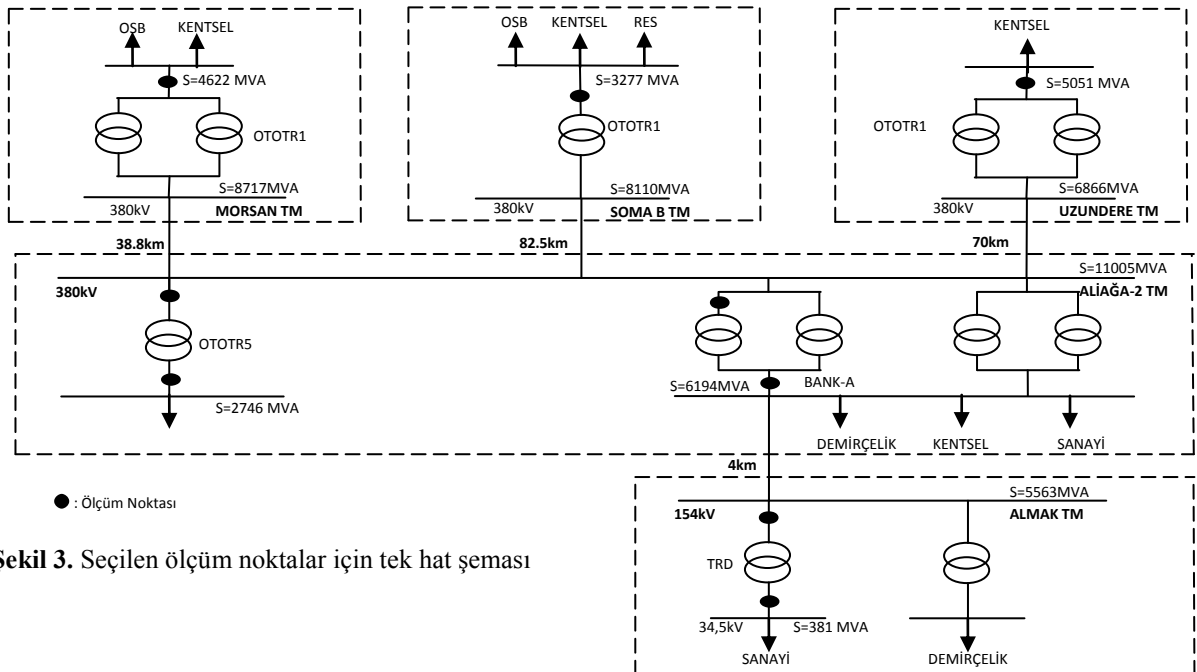 OSB KENTSEL
S=4622 MVA
OTOTR1
S=8717MVA
380kV MORSAN TM
OSB KENTSEL RES
S=3277 MVA
OTOTR1
S=8110MVA
380kV SOMA B TM
KENTSEL
S=5051 MVA
OTOTR1
S=6866MVA
380kV UZUNDERE TM
38.8km 82.5km 70km
S=11005MVA
380kV ALİAĞA-2 TM
OTOTR5
S=6194MVA BANK-A
S=2746 MVA
DEMİRÇELİK KENTSEL SANAYİ
4km
S=5563MVA
154kV ALMAK TM
: Ölçüm Noktası
TRD
34,5kV S=381 MVA
SANAYİ DEMİRÇELİK
Şekil 3. Seçilen ölçüm noktalar için tek hat şeması